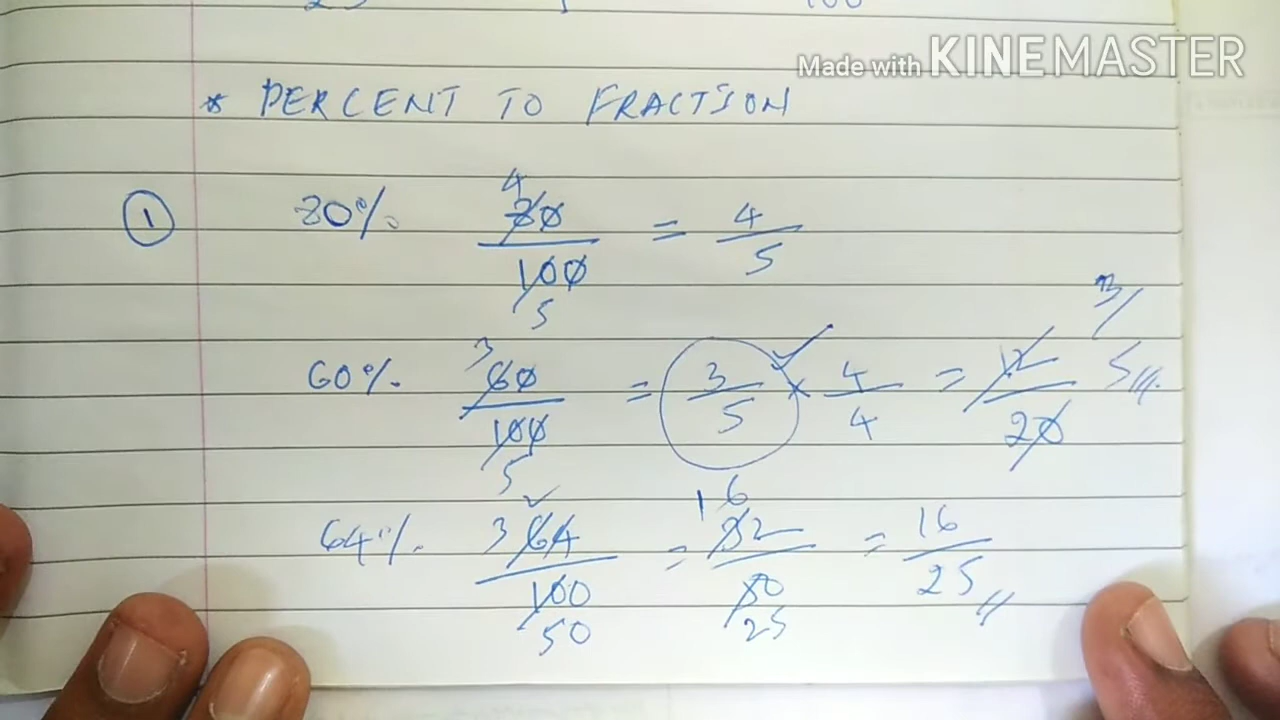 Made with KINEMASTER
* PERCENT TO FRACTION
① 80% 4 80/100 5 = 4/5
60% 3 60/100 5 = 3/5 × 4/4 = 12/20 3/5
64% 3 64/100 50 = 16 32/50 25 = 16/25